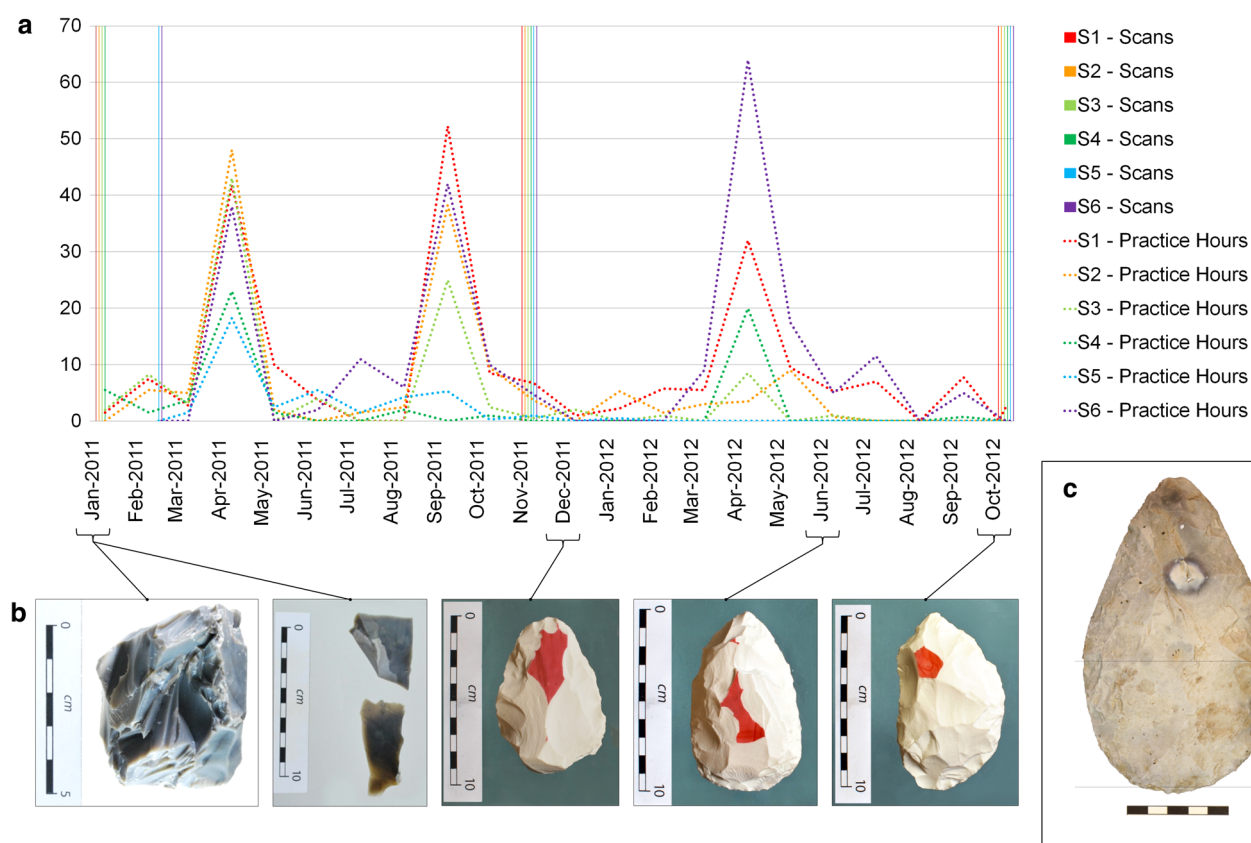 a
70
60
50
40
30
20
10
0
Jan-2011
Feb-2011
Mar-2011
Apr-2011
May-2011
Jun-2011
Jul-2011
Aug-2011
Sep-2011
Oct-2011
Nov-2011
Dec-2011
Jan-2012
Feb-2012
Mar-2012
Apr-2012
May-2012
Jun-2012
Jul-2012
Aug-2012
Sep-2012
Oct-2012
S1 - Scans
S2 - Scans
S3 - Scans
S4 - Scans
S5 - Scans
S6 - Scans
S1 - Practice Hours
S2 - Practice Hours
S3 - Practice Hours
S4 - Practice Hours
S5 - Practice Hours
S6 - Practice Hours
b
0
cm
5
0
cm
10
0
cm
10
0
cm
10
0
cm
10
c